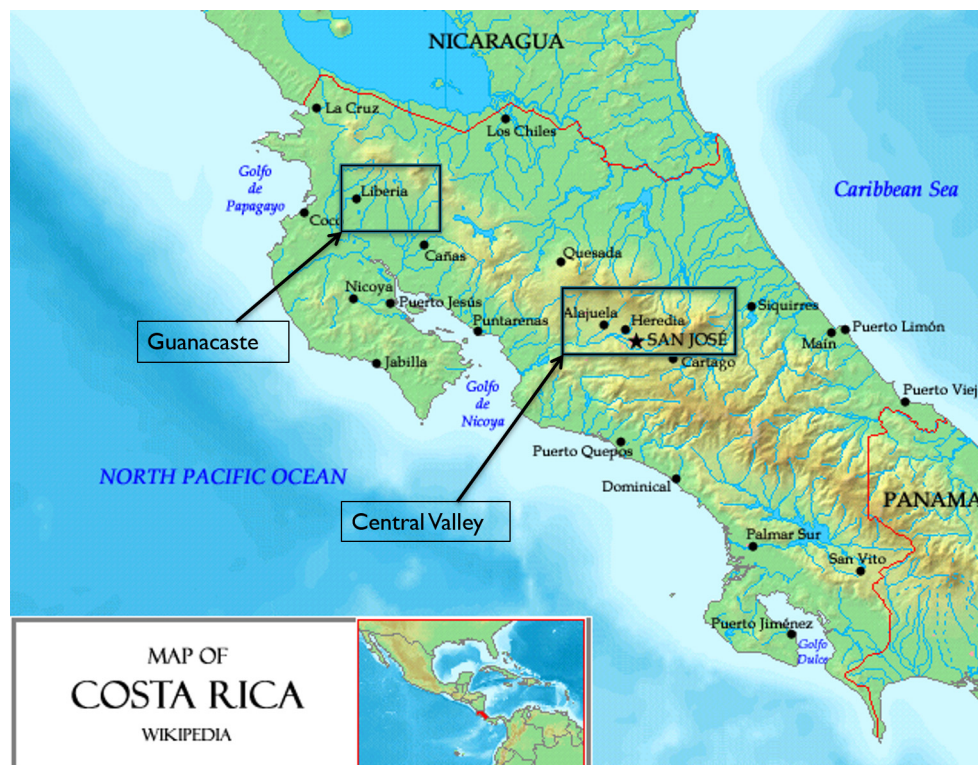 NICARAGUA
La Cruz
Los Chiles
Golfo
de
Papagayo
Liberia
Caribbean Sea
Coco
Cañas
Quesada
Nicoya
Puerto Jesús
Siquirres
Alajuela
Heredia
Puntarenas
SAN JOSÉ
Puerto Limón
Maín
Guanacaste
Jabilla
Cartago
Golfo
de
Nicoya
Puerto Viej
Puerto Quepos
NORTH PACIFIC OCEAN
Dominical
PANAMA
Central Valley
Palmar Sur
San Vito
Puerto Jiménez
Golfo
Dulce
MAP OF
COSTA RICA
WIKIPEDIA